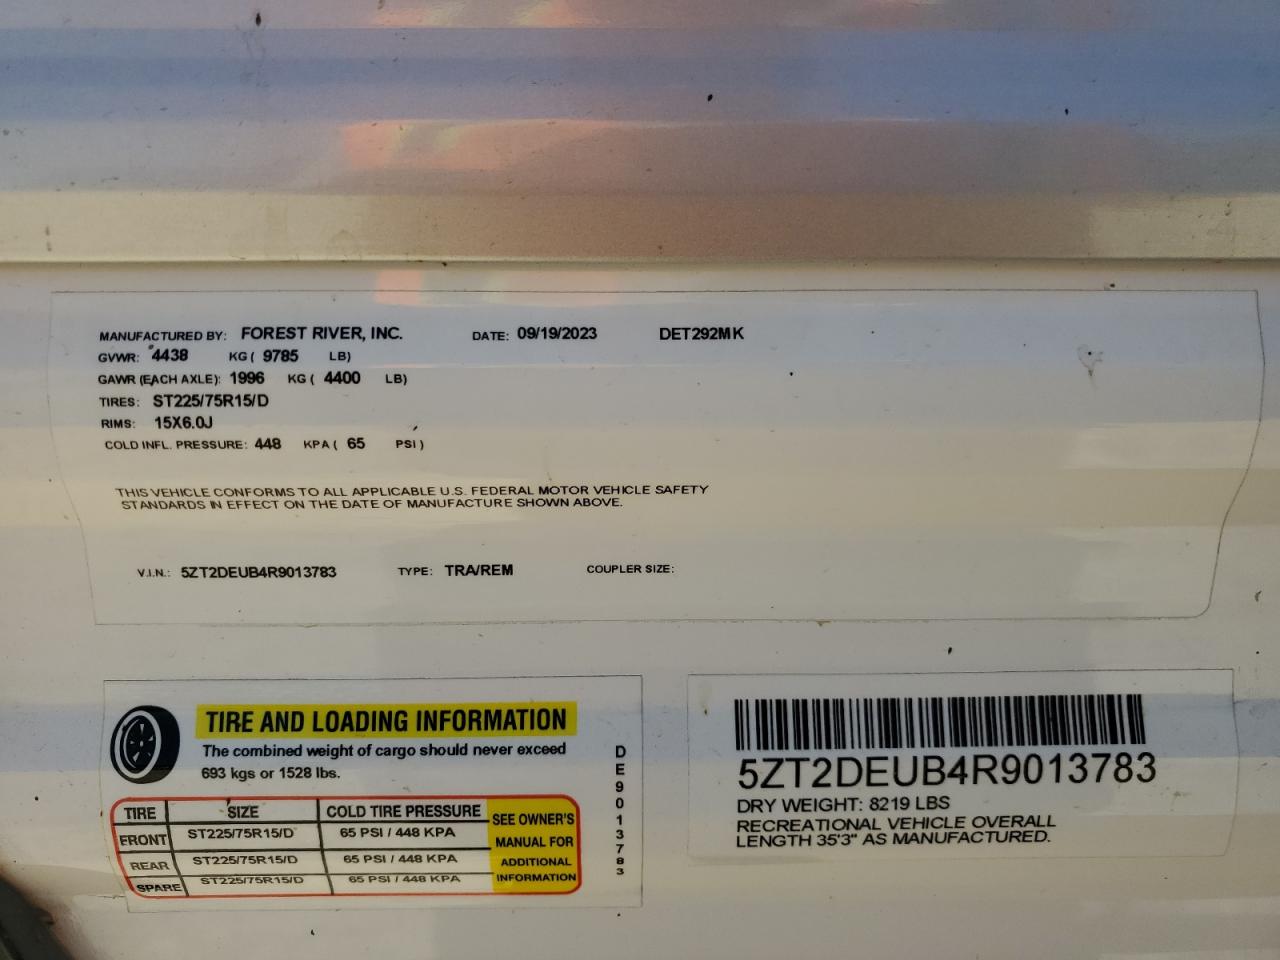 MANUFACTURED BY: FOREST RIVER, INC. DATE: 09/19/2023 DET292MK
GVWR: 4438 KG ( 9785 LB)
GAWR (EACH AXLE): 1996 KG ( 4400 LB)
TIRES: ST225/75R15/D
RIMS: 15X6.0J
COLD INFL. PRESSURE: 448 KPA ( 65 PSI )
THIS VEHICLE CONFORMS TO ALL APPLICABLE U.S. FEDERAL MOTOR VEHICLE SAFETY
STANDARDS IN EFFECT ON THE DATE OF MANUFACTURE SHOWN ABOVE.
V.I.N.: 5ZT2DEUB4R9013783 TYPE: TRA/REM COUPLER SIZE:
TIRE AND LOADING INFORMATION
The combined weight of cargo should never exceed
693 kgs or 1528 lbs.
TIRE SIZE COLD TIRE PRESSURE
FRONT ST225/75R15/D 65 PSI / 448 KPA
REAR ST225/75R15/D 65 PSI / 448 KPA
SPARE ST225/75R15/D 65 PSI / 448 KPA
SEE OWNER'S
MANUAL FOR
ADDITIONAL
INFORMATION
DE9013783
5ZT2DEUB4R9013783
DRY WEIGHT: 8219 LBS
RECREATIONAL VEHICLE OVERALL
LENGTH 35'3" AS MANUFACTURED.